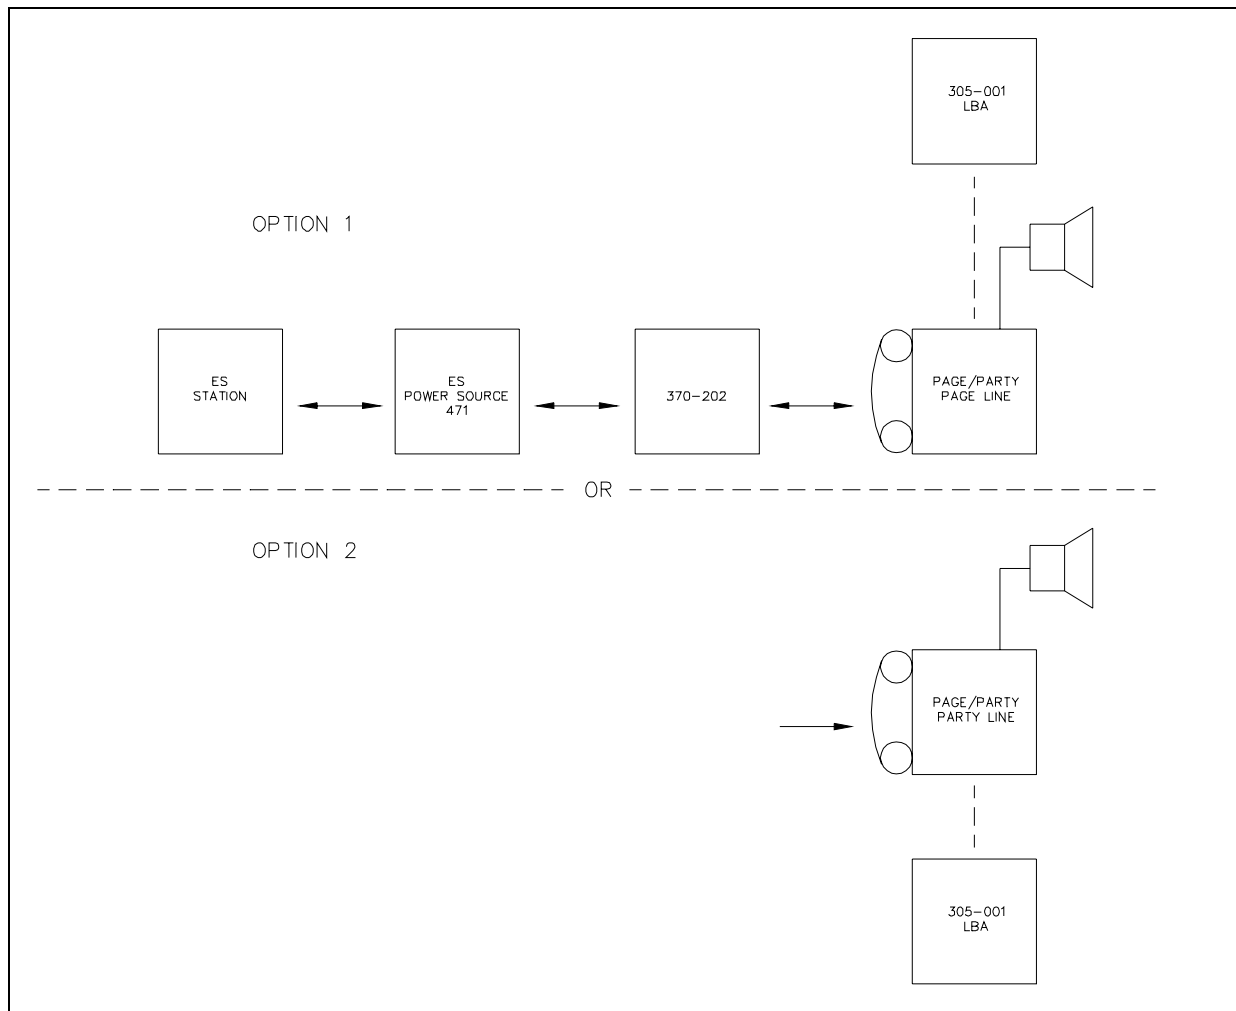 305-001
LBA
OPTION 1
ES
STATION
ES
POWER SOURCE
471
370-202
PAGE/PARTY
PAGE LINE
OR
OPTION 2
PAGE/PARTY
PARTY LINE
305-001
LBA